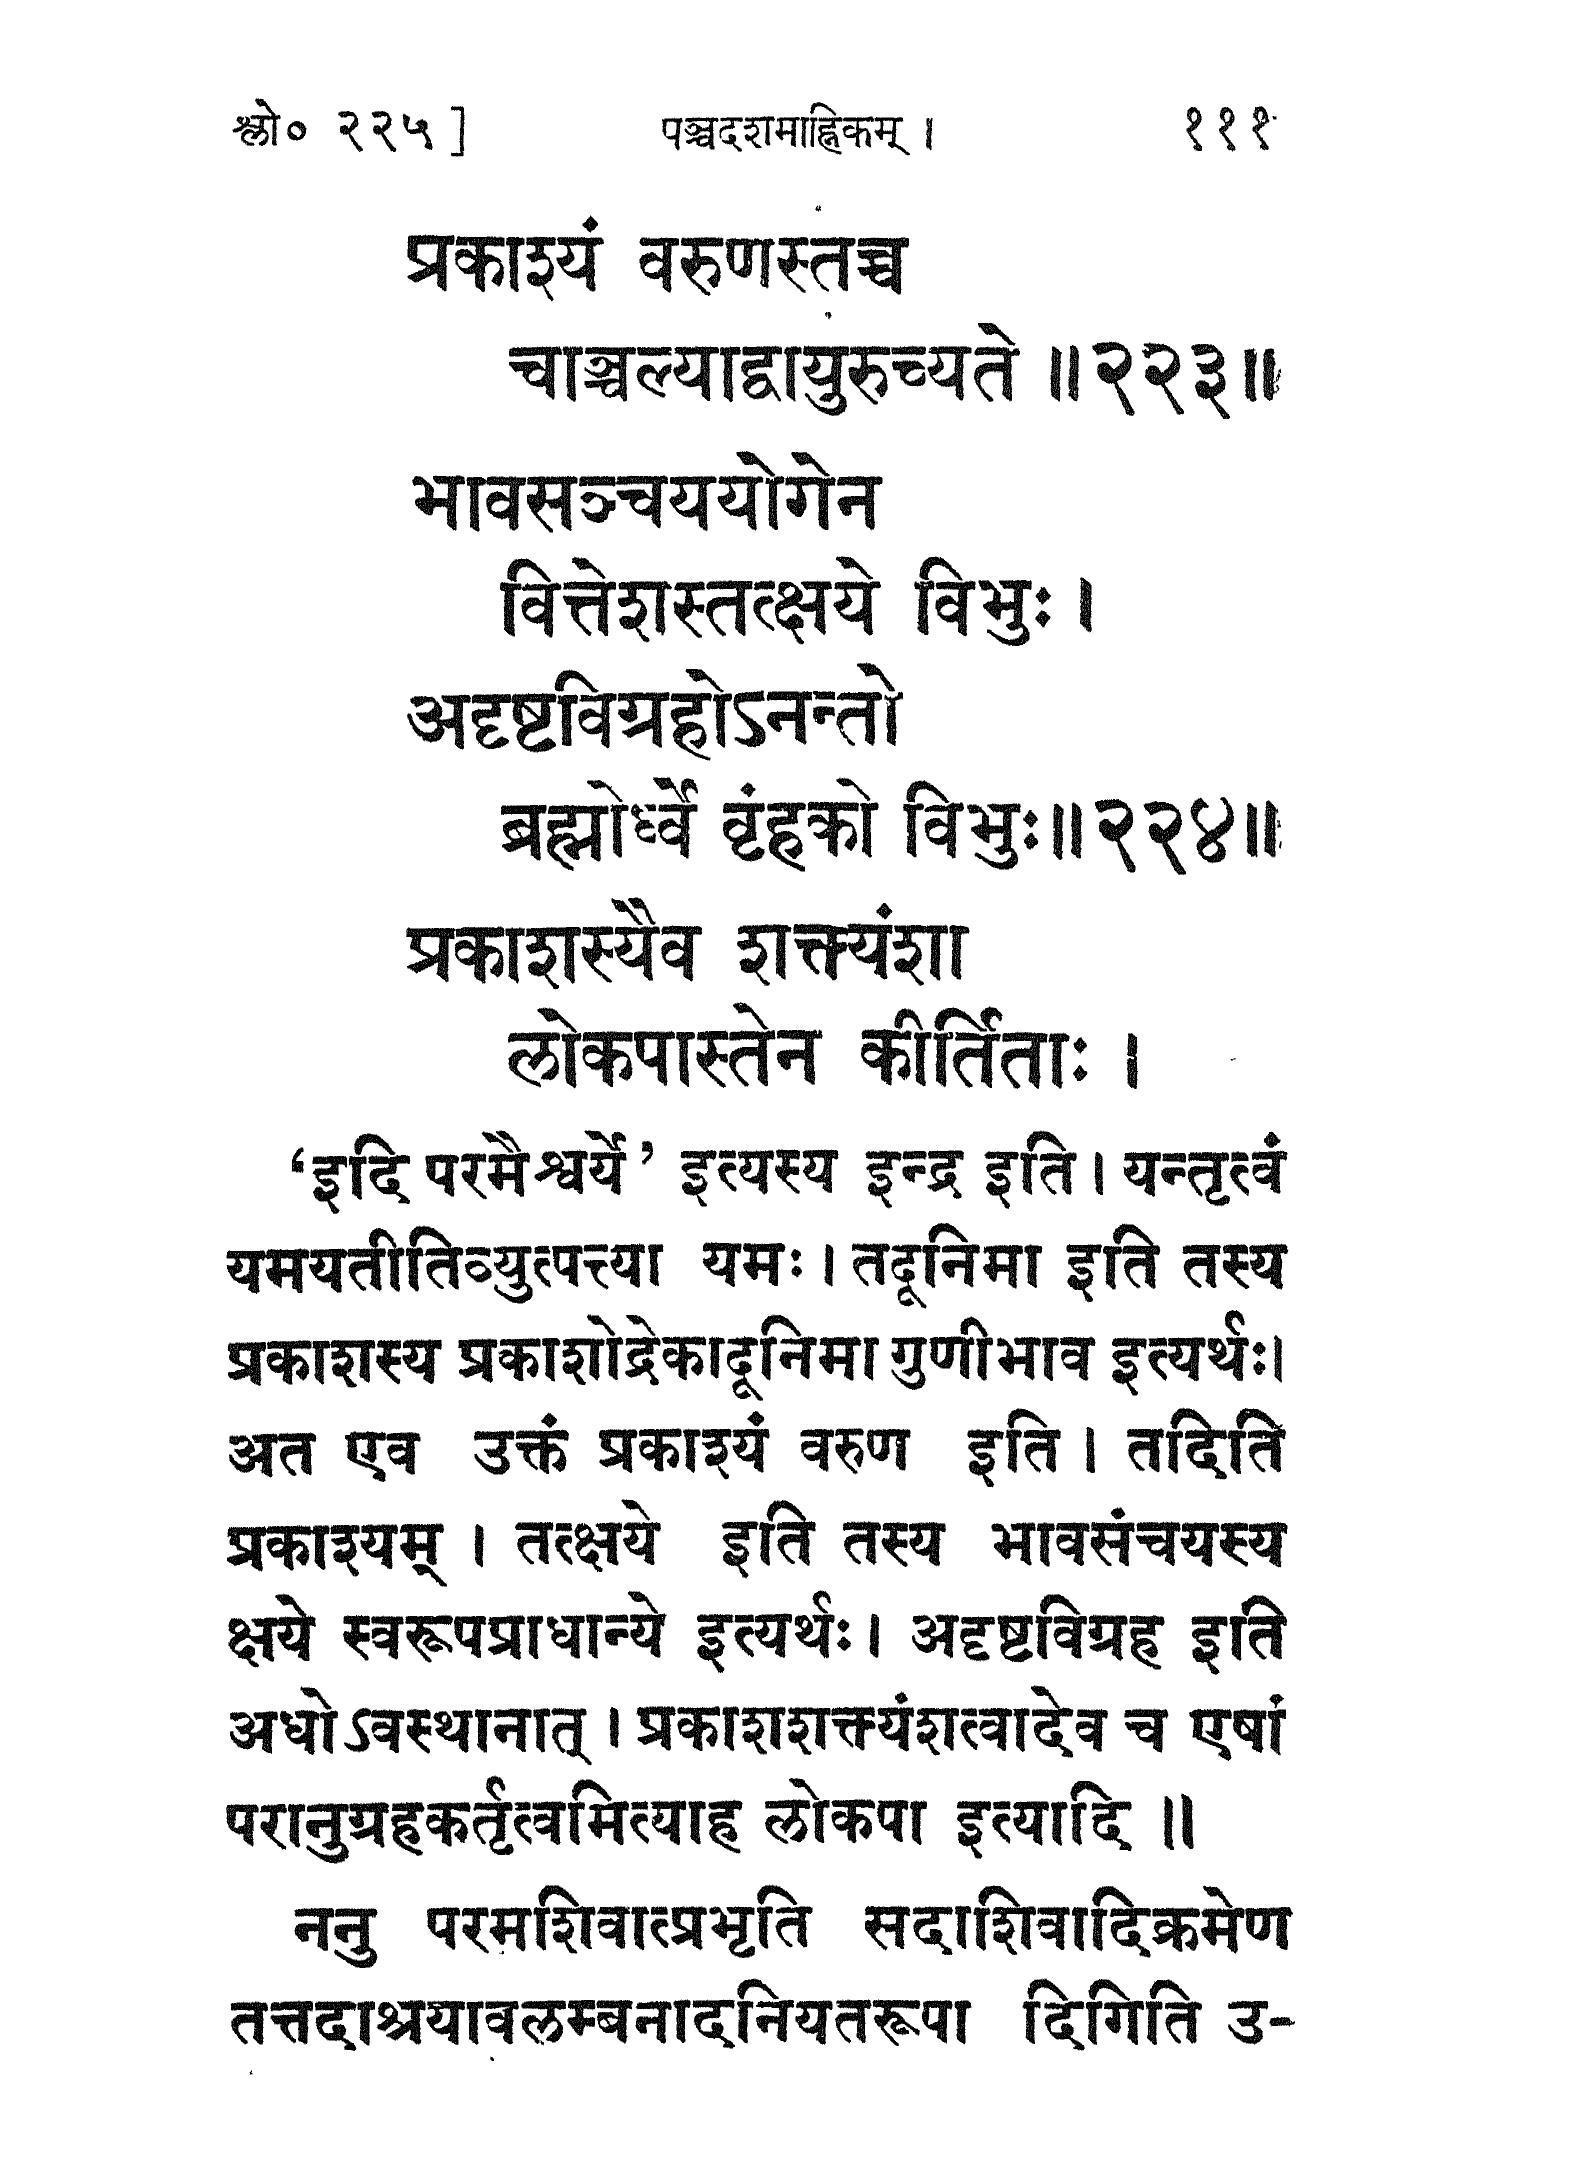 श्लो० २२५]
पञ्चदशमाह्निकम् ।
१११
प्रकाश्यं वरुणस्तच्च
चाञ्चल्याद्वायुरुच्यते ॥२२३॥
भावसञ्चययोगेन
वित्तेशस्तत्क्षये विभुः।
अदृष्टविग्रहोऽनन्तो
ब्रह्मोर्ध्वे वृंहको विभुः॥२२४॥
प्रकाशस्यैव शक्त्यंशा
लोकपास्तेन कीर्तिताः ।
‘इदि परमैश्वर्ये’ इत्यस्य इन्द्र इति। यन्तृत्वं
यमयतीतिव्युत्पत्त्या यमः। तदूनिमा इति तस्य
प्रकाशस्य प्रकाशोद्रेकादूनिमा गुणीभाव इत्यर्थः।
अत एव उक्तं प्रकाश्यं वरुण इति। तदिति
प्रकाश्यम्। तत्क्षये इति तस्य भावसंचयस्य
क्षये स्वरूपप्राधान्ये इत्यर्थः। अदृष्टविग्रह इति
अधोऽवस्थानात्। प्रकाशशक्त्यंशत्वादेव च एषां
परानुग्रहकर्तृत्वमित्याह लोकपा इत्यादि ॥
ननु परमशिवात्प्रभृति सदाशिवादिक्रमेण
तत्तदाश्रयावलम्बनादनियतरूपा दिगिति उ-